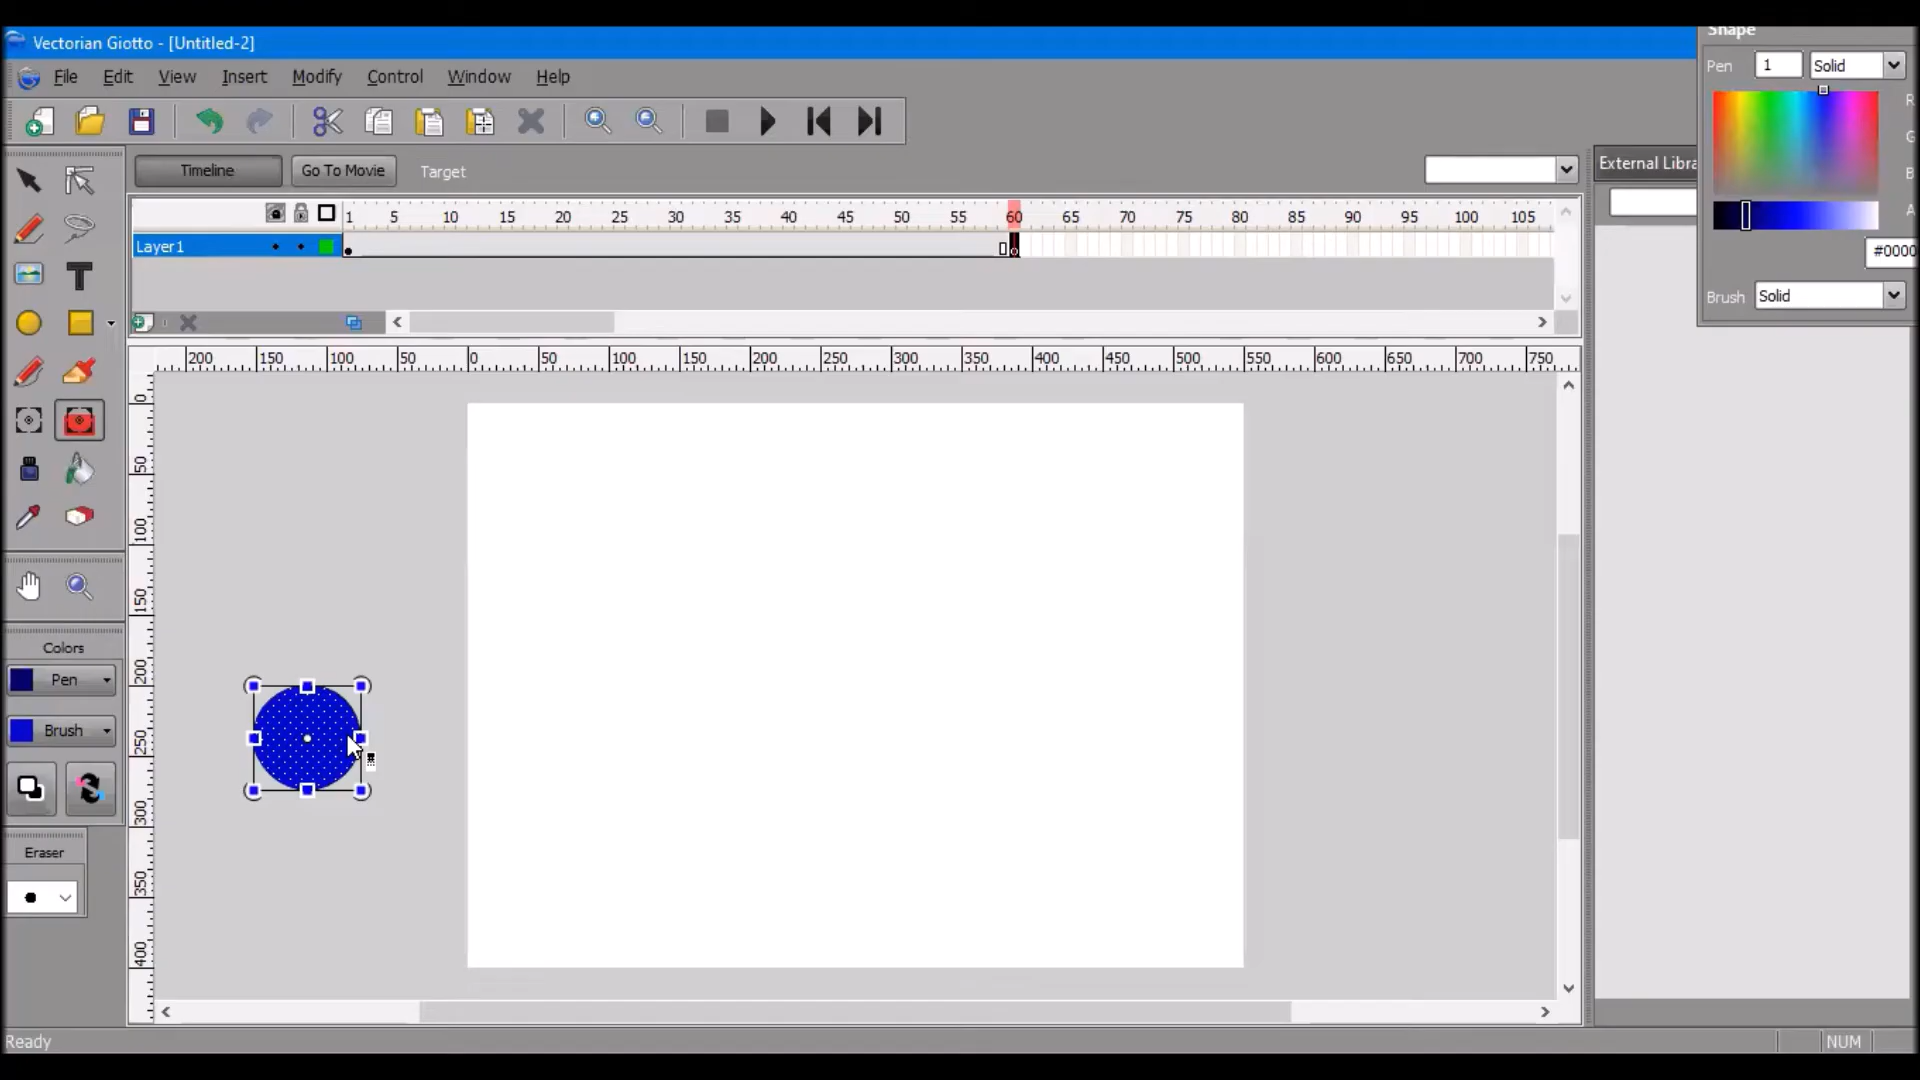 Vectorian Giotto - [Untitled-2]
Shape
File Edit View Insert Modify Control Window Help
Pen 1 Solid
R
G
B
A
Timeline Go To Movie Target
External Libra
1 5 10 15 20 25 30 35 40 45 50 55 60 65 70 75 80 85 90 95 100 105
Layer1
#0000
Brush Solid
200 150 100 50 0 50 100 150 200 250 300 350 400 450 500 550 600 650 700 750
0
50
100
150
200
250
300
350
400
T
Colors
Pen
Brush
Eraser
Ready
NUM